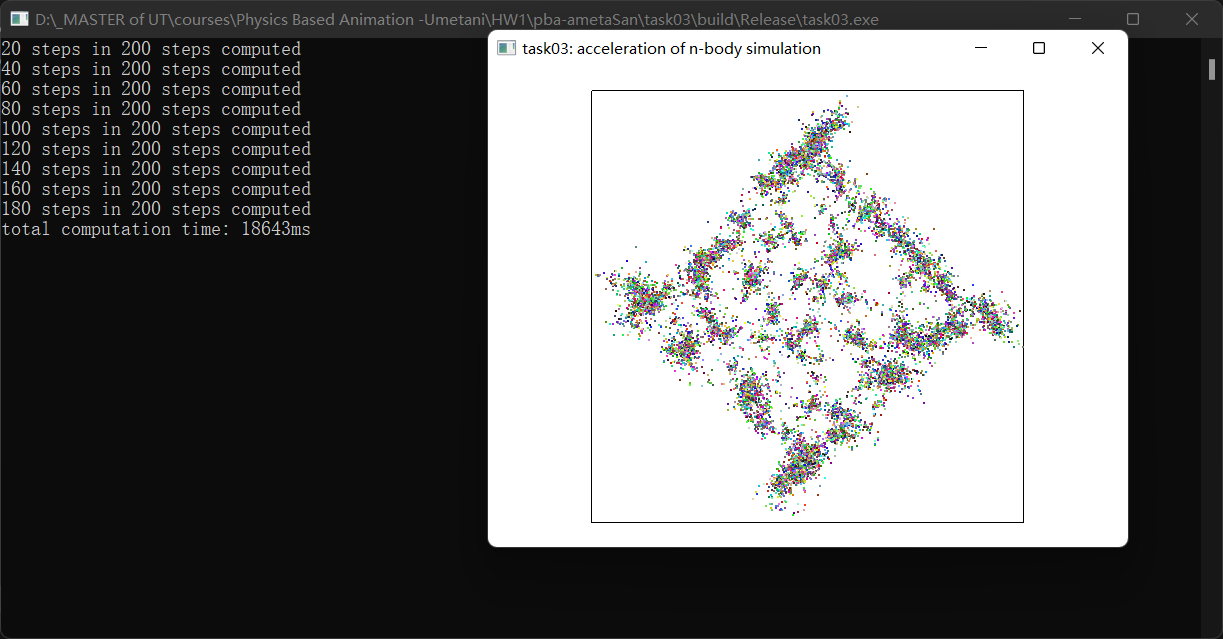 D:\_MASTER of UT\courses\Physics Based Animation -Umetani\HW1\pba-ametaSan\task03\build\Release\task03.exe
20 steps in 200 steps computed
40 steps in 200 steps computed
60 steps in 200 steps computed
80 steps in 200 steps computed
100 steps in 200 steps computed
120 steps in 200 steps computed
140 steps in 200 steps computed
160 steps in 200 steps computed
180 steps in 200 steps computed
total computation time: 18643ms
task03: acceleration of n-body simulation